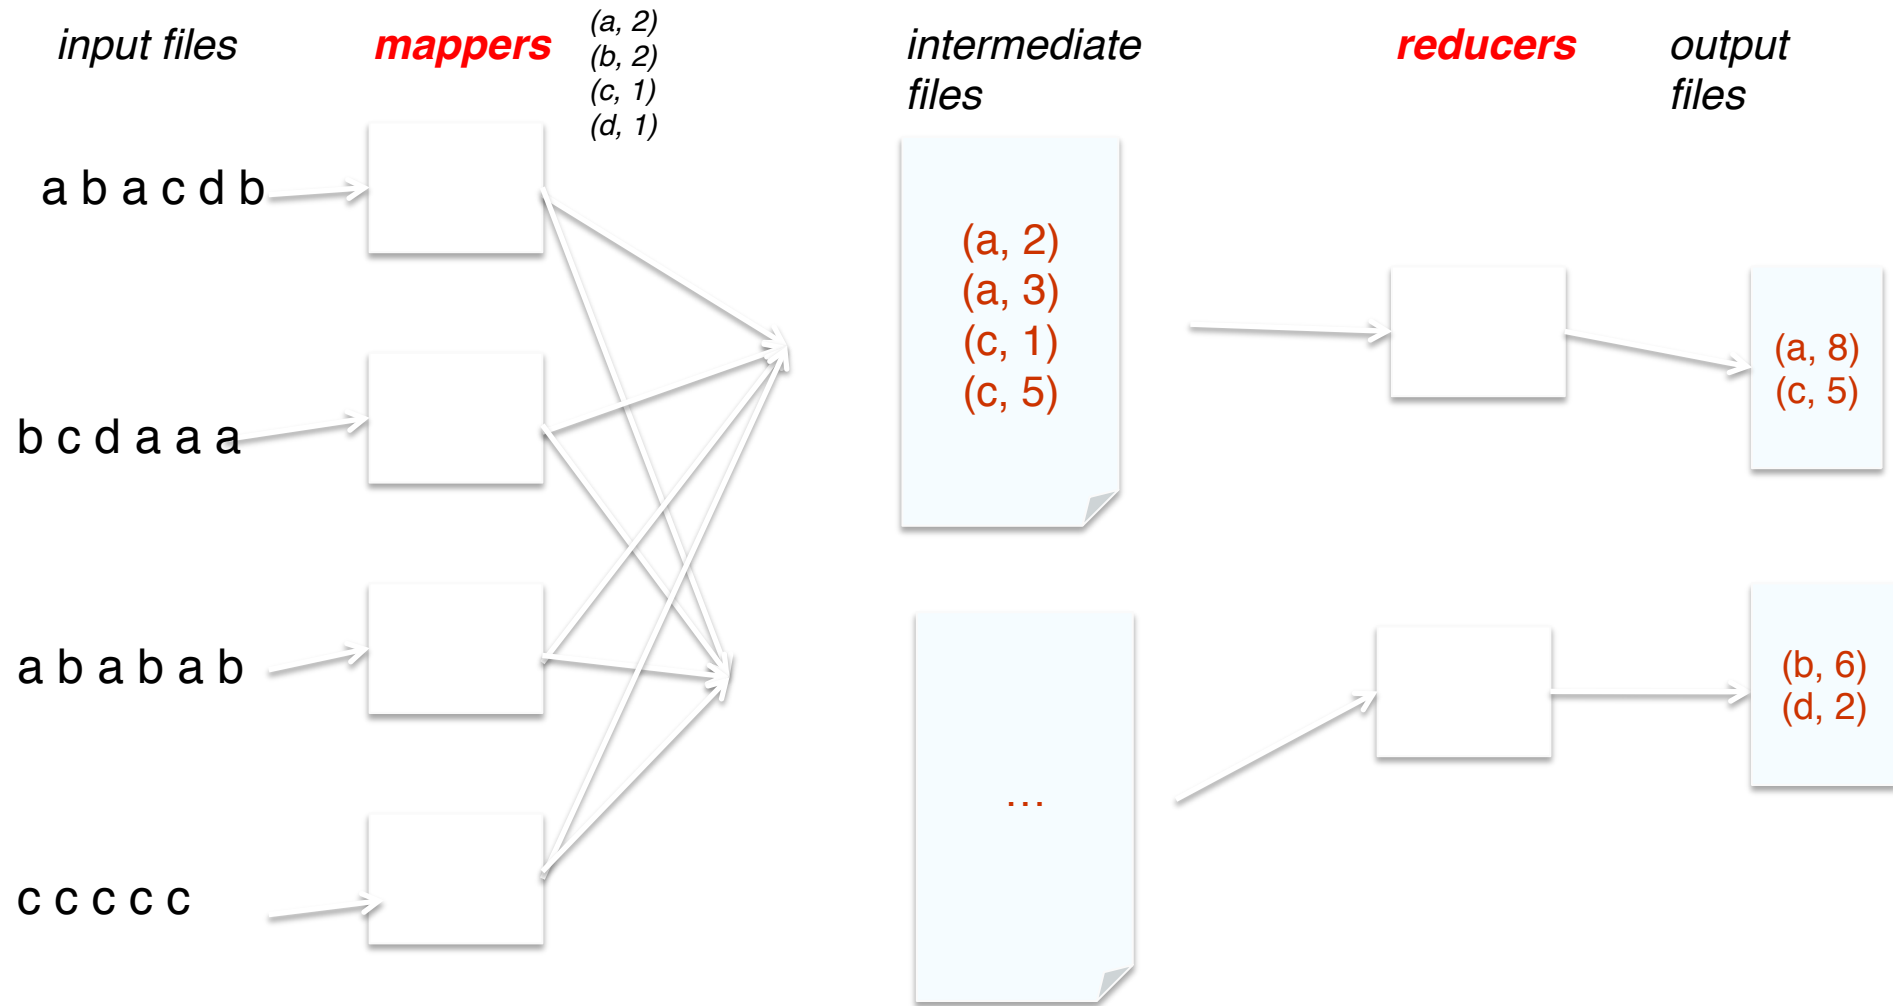 input files
mappers
(a, 2)
(b, 2)
(c, 1)
(d, 1)
intermediate
files
reducers
output
files
a b a c d b
b c d a a a
a b a b a b
c c c c c
(a, 2)
(a, 3)
(c, 1)
(c, 5)
...
(a, 8)
(c, 5)
(b, 6)
(d, 2)